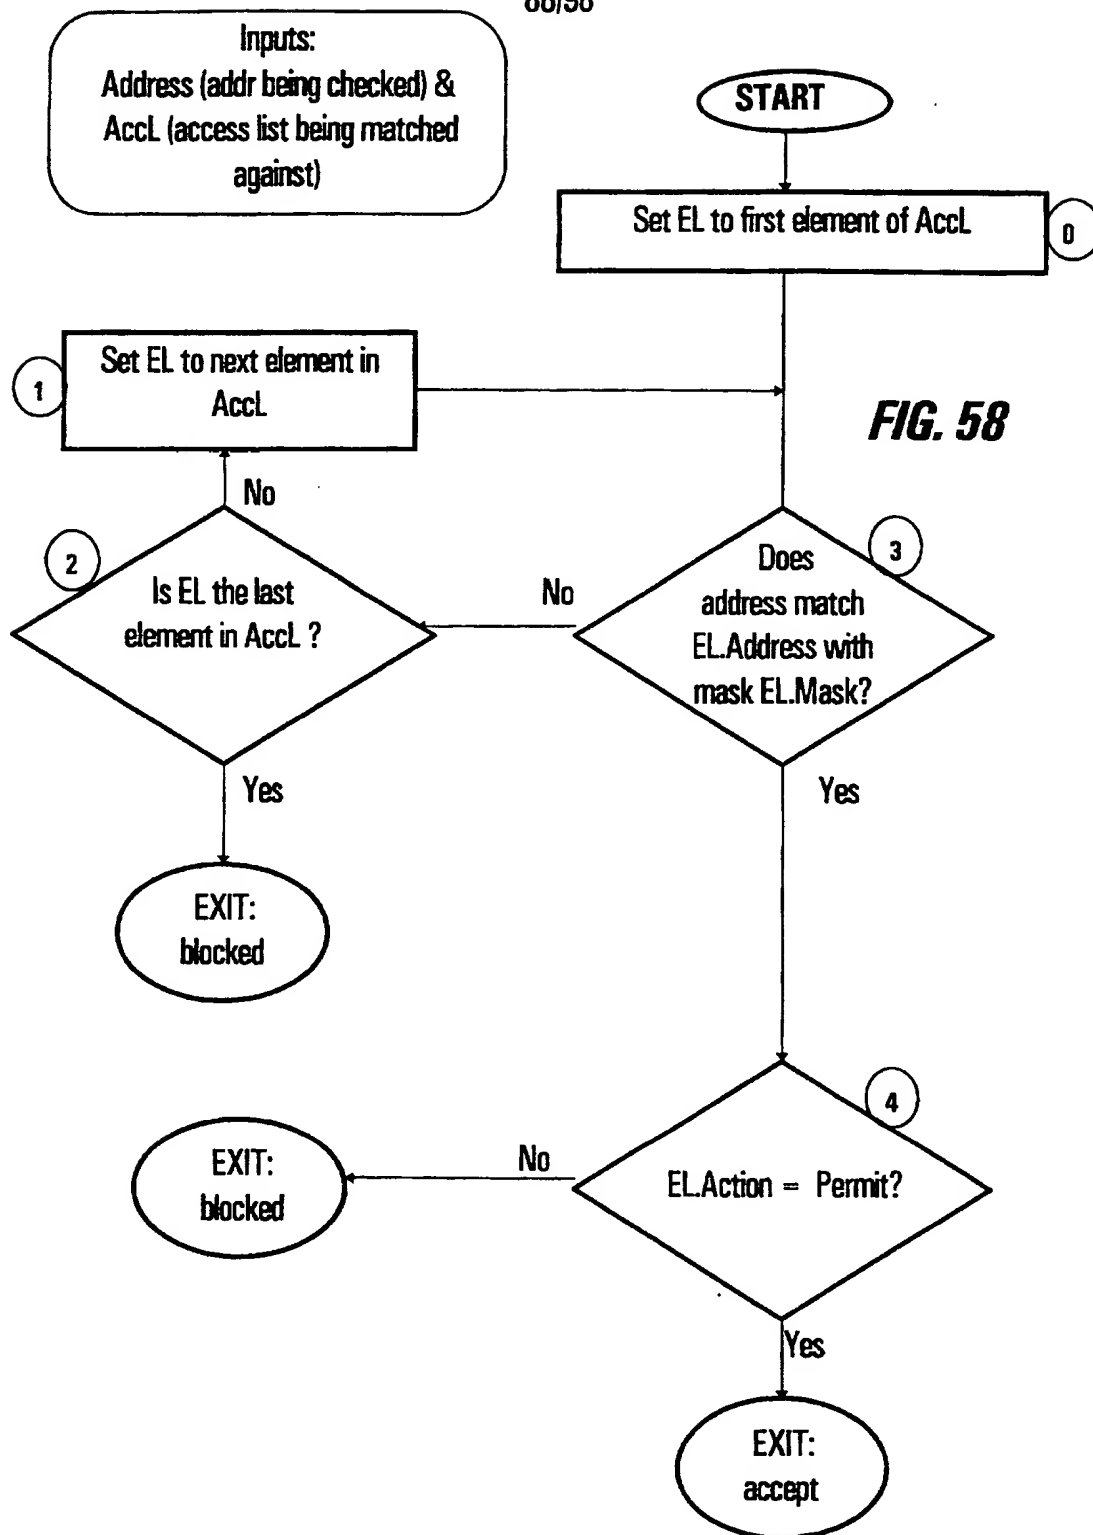 Inputs:
Address (addr being checked) &
AccL (access list being matched
against)
START
Set EL to first element of AccL
0
Set EL to next element in
AccL
1
FIG. 58
No
2
Is EL the last
element in AccL ?
No
3
Does
address match
EL.Address with
mask EL.Mask?
Yes
Yes
EXIT:
blocked
4
EXIT:
blocked
No
EL.Action = Permit?
Yes
EXIT:
accept